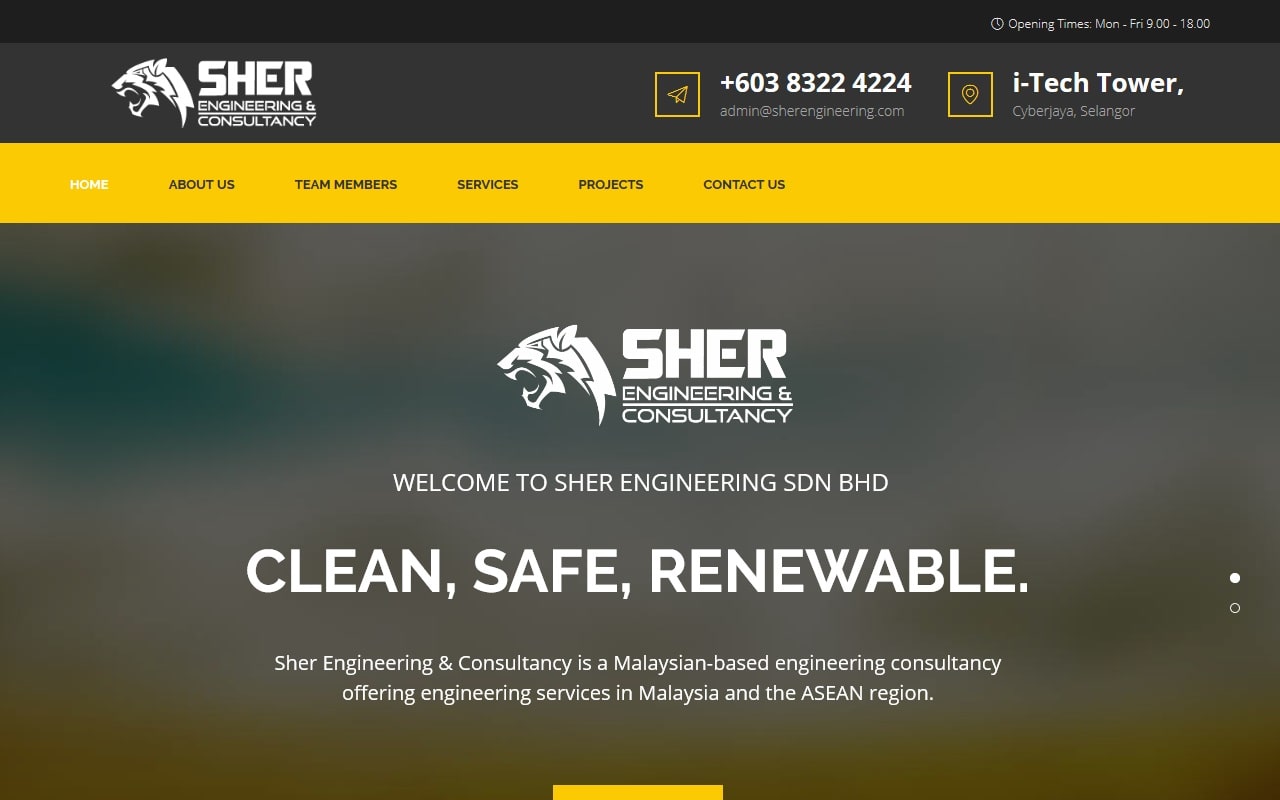 Opening Times: Mon - Fri 9.00 - 18.00
SHER
ENGINEERING &
CONSULTANCY
+603 8322 4224
admin@sherengineering.com
i-Tech Tower,
Cyberjaya, Selangor
HOME
ABOUT US
TEAM MEMBERS
SERVICES
PROJECTS
CONTACT US
SHER
ENGINEERING &
CONSULTANCY
WELCOME TO SHER ENGINEERING SDN BHD
CLEAN, SAFE, RENEWABLE.
Sher Engineering & Consultancy is a Malaysian-based engineering consultancy
offering engineering services in Malaysia and the ASEAN region.